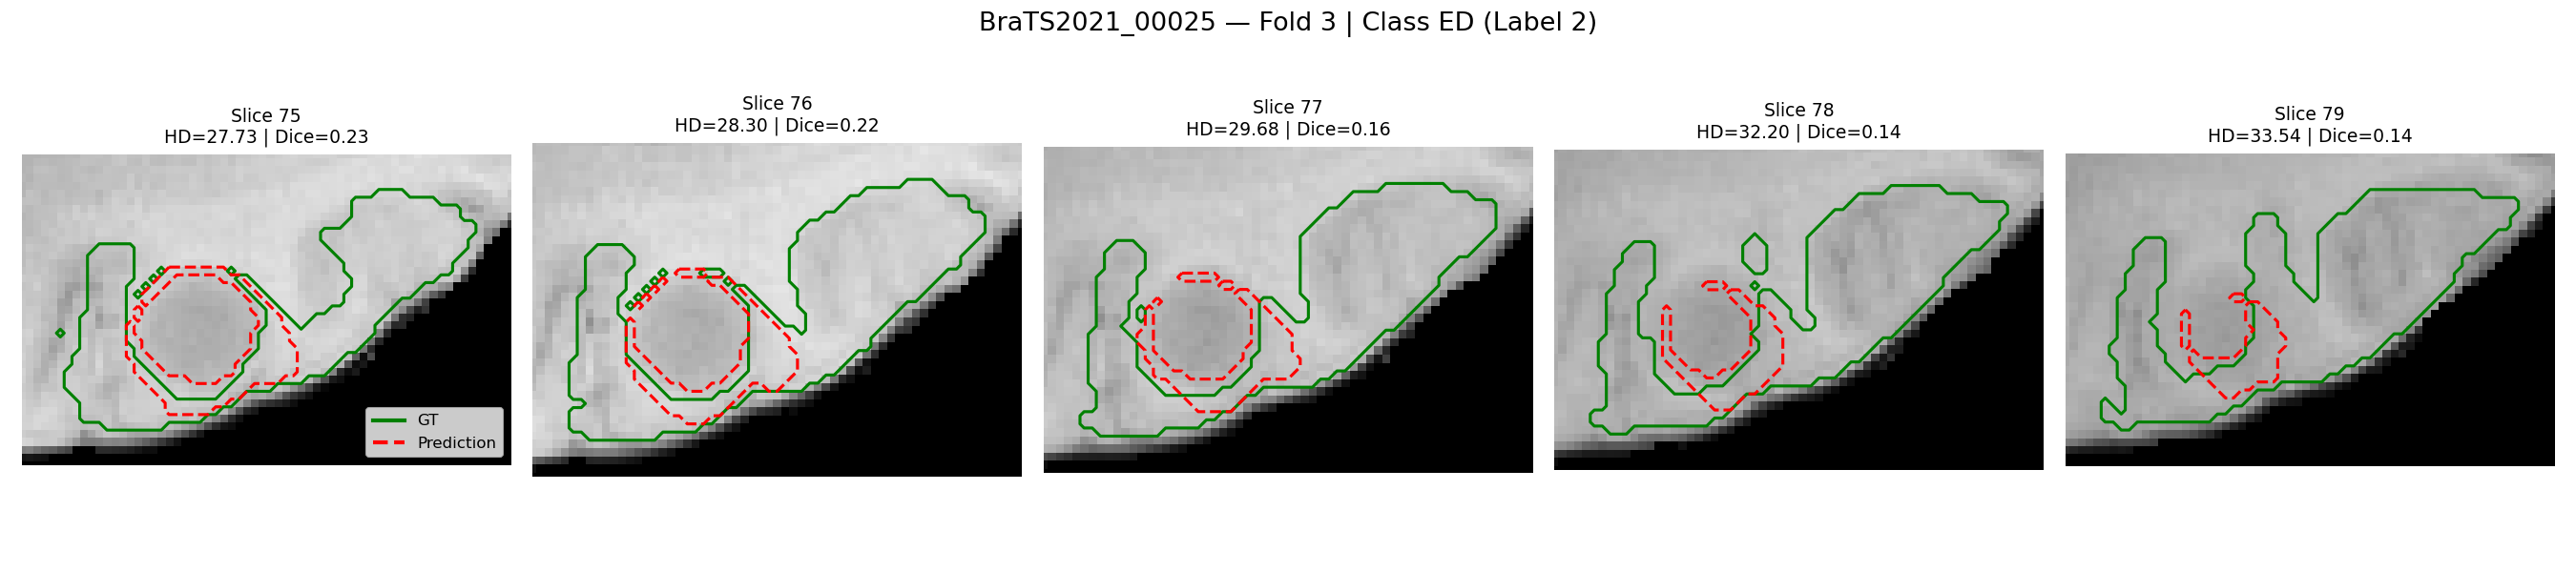 BraTS2021_00025 — Fold 3 | Class ED (Label 2)
Slice 75
HD=27.73 | Dice=0.23
Slice 76
HD=28.30 | Dice=0.22
Slice 77
HD=29.68 | Dice=0.16
Slice 78
HD=32.20 | Dice=0.14
Slice 79
HD=33.54 | Dice=0.14
GT
Prediction